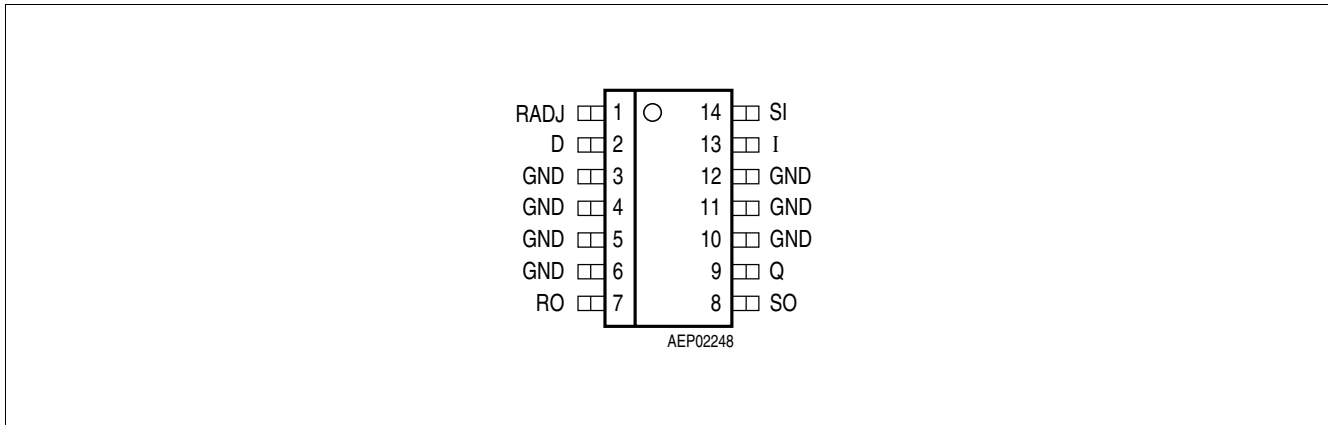 RADJ 1 14 SI
D 2 13 I
GND 3 12 GND
GND 4 11 GND
GND 5 10 GND
GND 6 9 Q
RO 7 8 SO
AEP02248